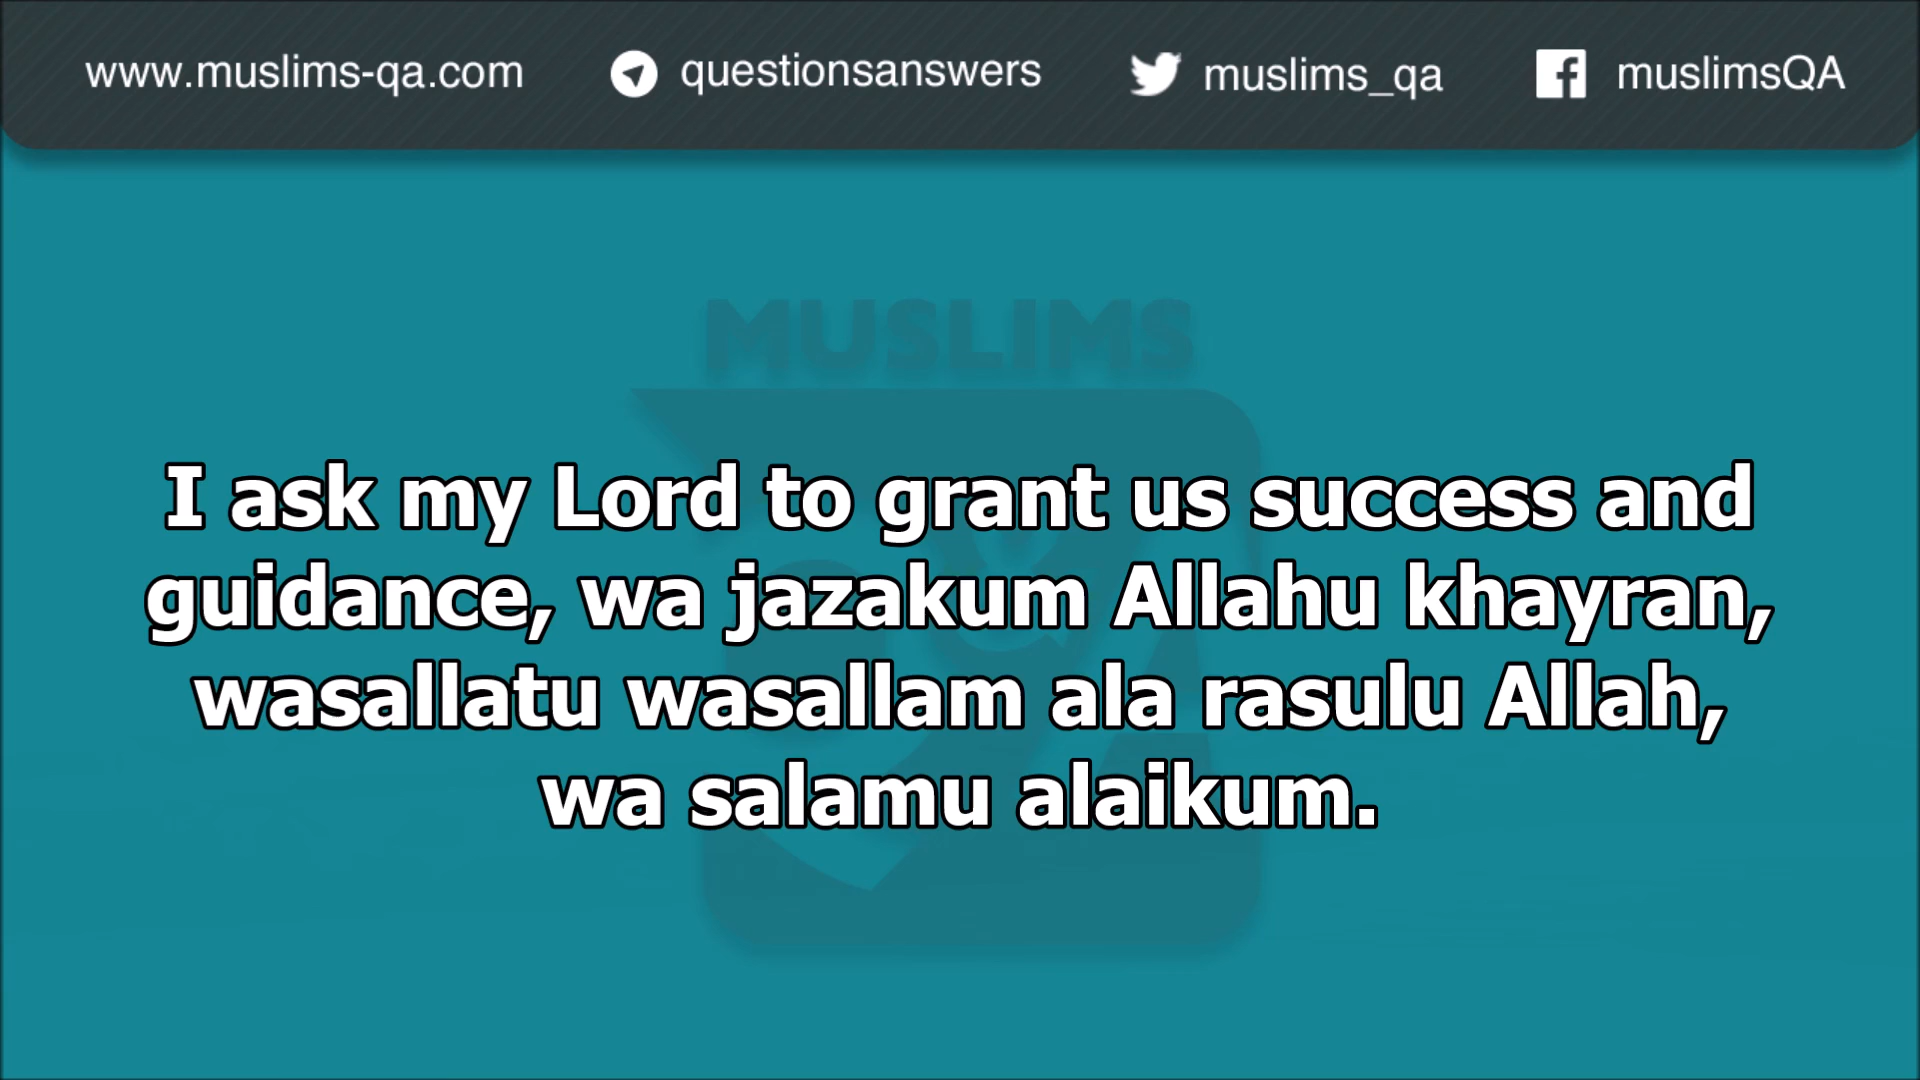 www.muslims-qa.com questionsanswers muslims_qa muslimsQA
MUSLIMS
I ask my Lord to grant us success and
guidance, wa jazakum Allahu khayran,
wasallatu wasallam ala rasulu Allah,
wa salamu alaikum.